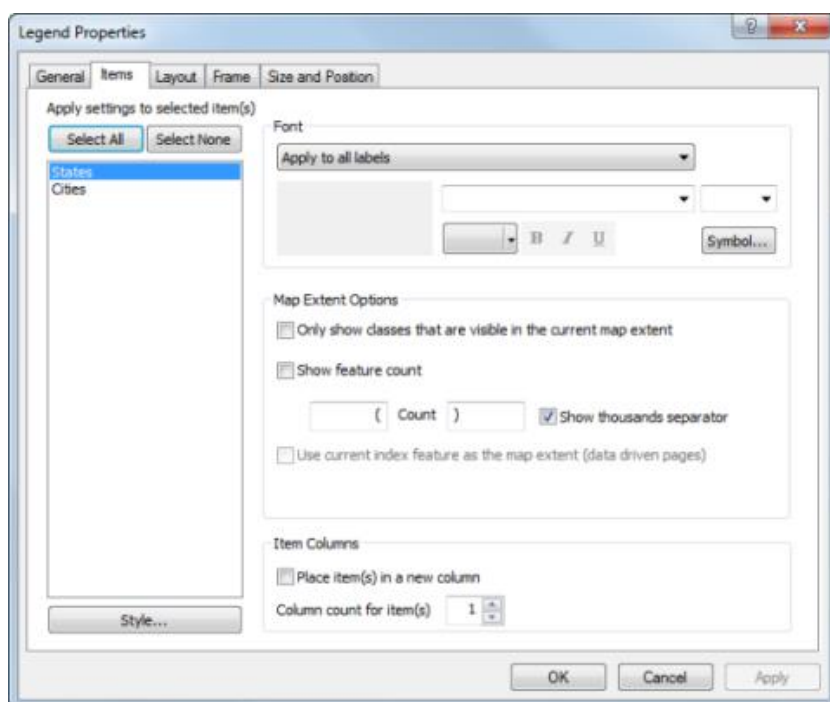 Legend Properties
?
General Items Layout Frame Size and Position
Apply settings to selected item(s)
Select All Select None
States
Cities
Style...
Font
Apply to all labels
B I U
Symbol...
Map Extent Options
Only show classes that are visible in the current map extent
Show feature count
( Count )
Show thousands separator
Use current index feature as the map extent (data driven pages)
Item Columns
Place item(s) in a new column
Column count for item(s) 1
OK Cancel Apply